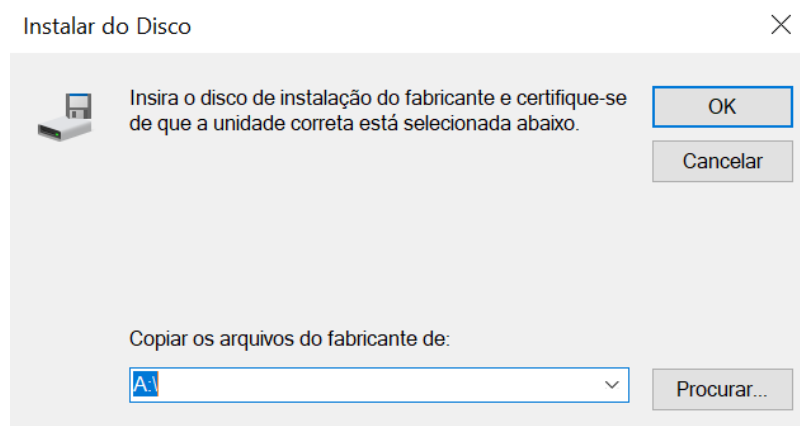 Instalar do Disco
Insira o disco de instalação do fabricante e certifique-se
de que a unidade correta está selecionada abaixo.
OK
Cancelar
Copiar os arquivos do fabricante de:
A:\
Procurar...